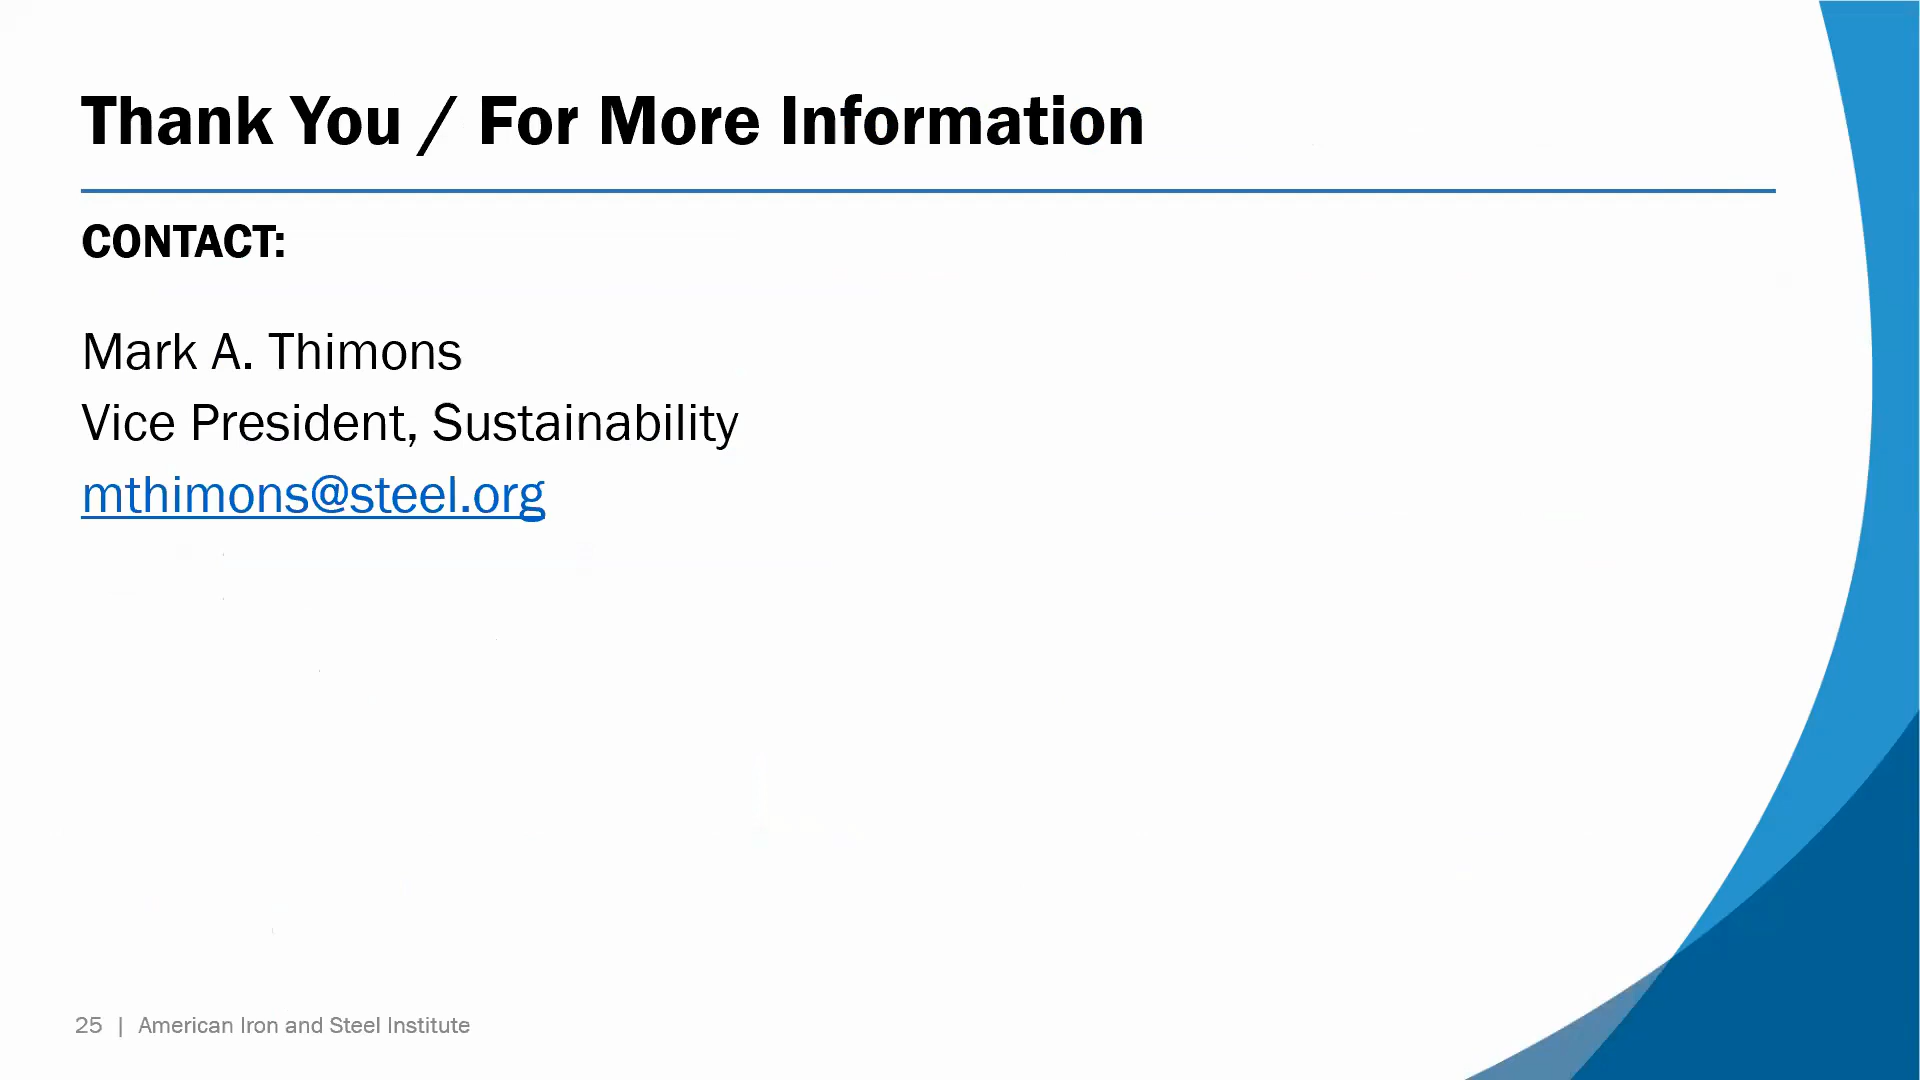 Thank You / For More Information
CONTACT:
Mark A. Thimons
Vice President, Sustainability
mthimons@steel.org
25 | American Iron and Steel Institute